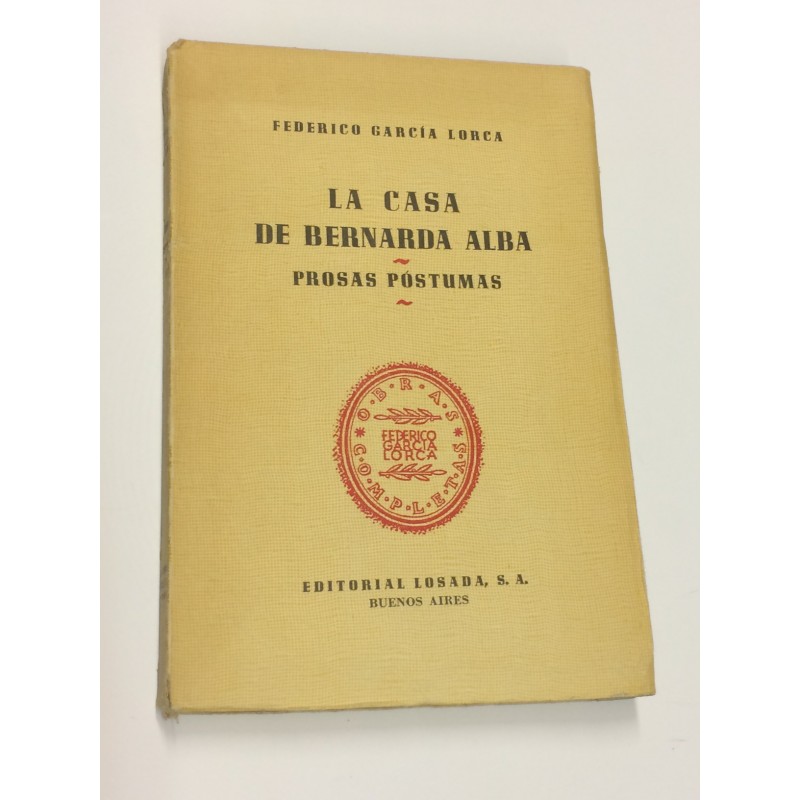 FEDERICO GARCÍA LORCA
LA CASA
DE BERNARDA ALBA
~
PROSAS PÓSTUMAS
~
O·B·R·A·S
FEDERICO
GARCÍA
LORCA
C·O·M·P·L·E·T·A·S
EDITORIAL LOSADA, S. A.
BUENOS AIRES